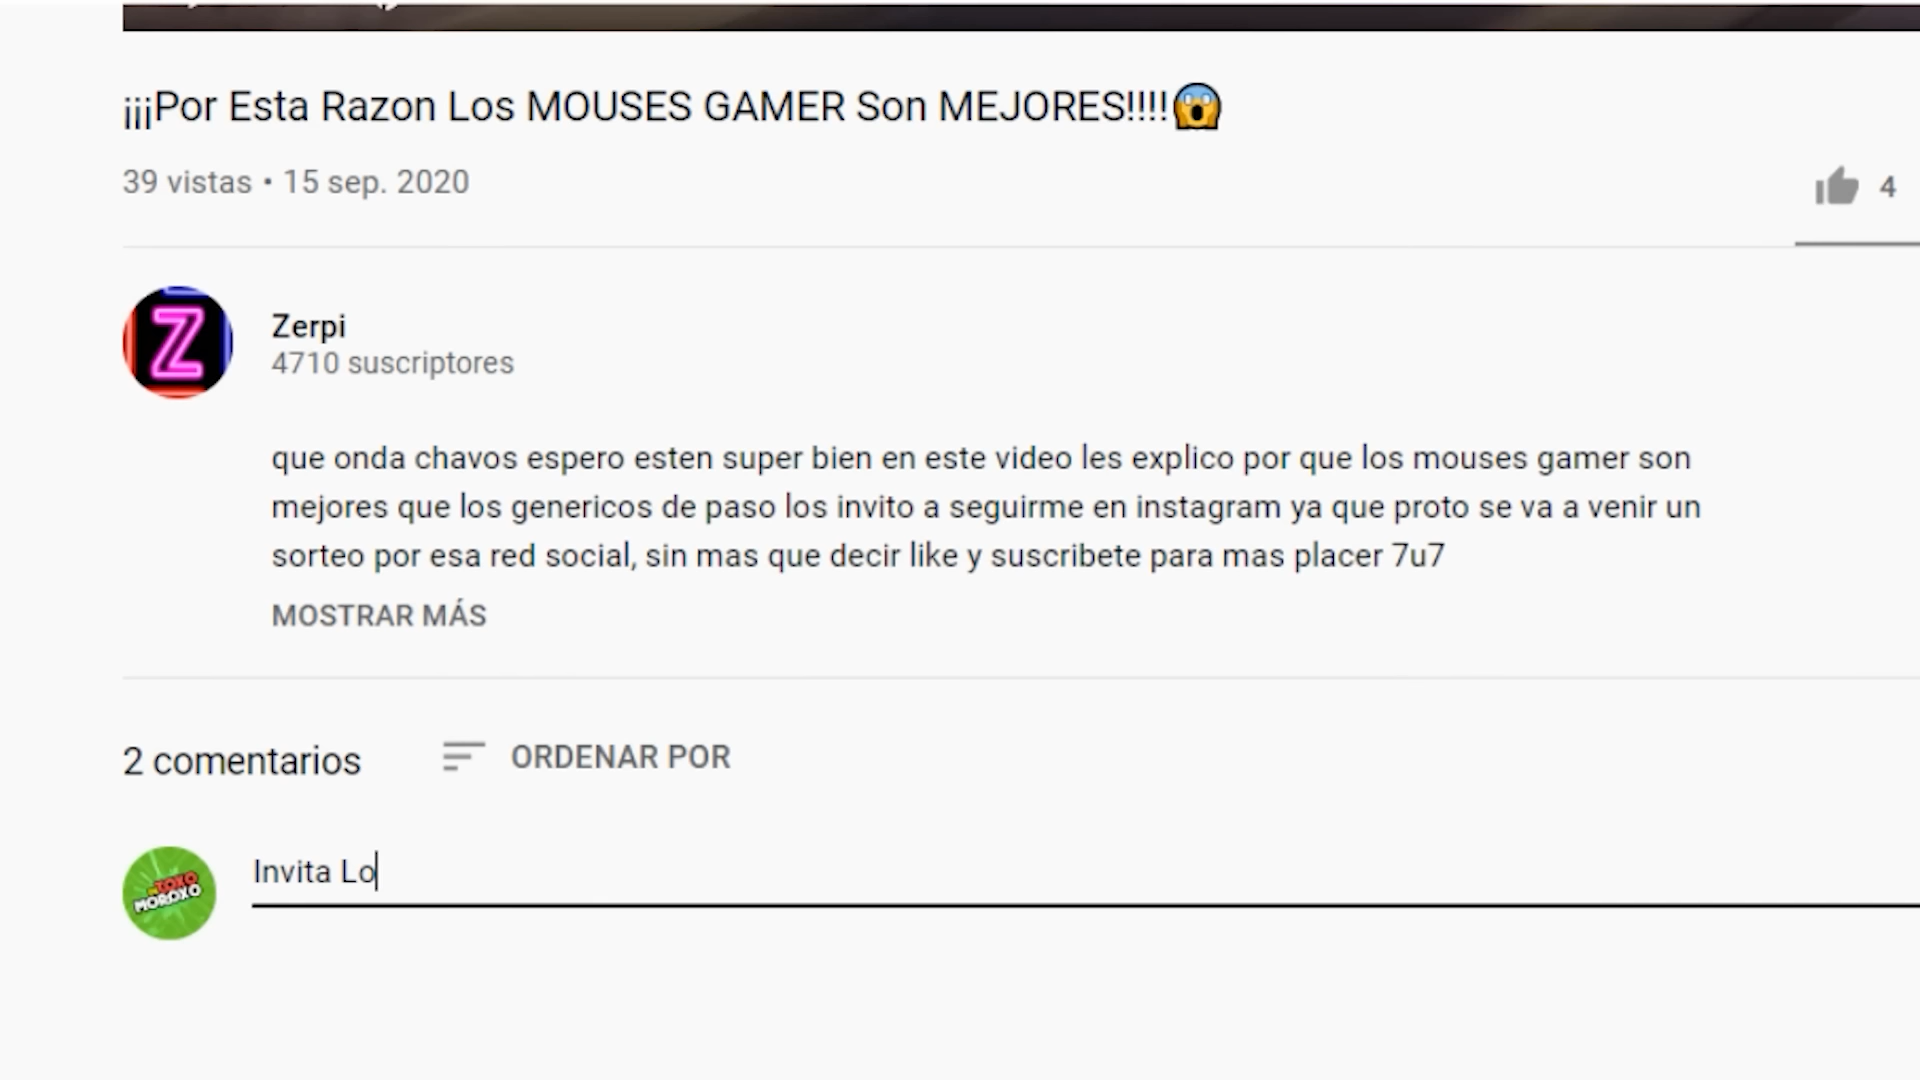 ¡¡¡Por Esta Razon Los MOUSES GAMER Son MEJORES!!!!😱
39 vistas • 15 sep. 2020
4
Z
Zerpi
4710 suscriptores
que onda chavos espero esten super bien en este video les explico por que los mouses gamer son
mejores que los genericos de paso los invito a seguirme en instagram ya que proto se va a venir un
sorteo por esa red social, sin mas que decir like y suscribete para mas placer 7u7
MOSTRAR MÁS
2 comentarios
ORDENAR POR
TOXO
MOROXO
Invita Lo